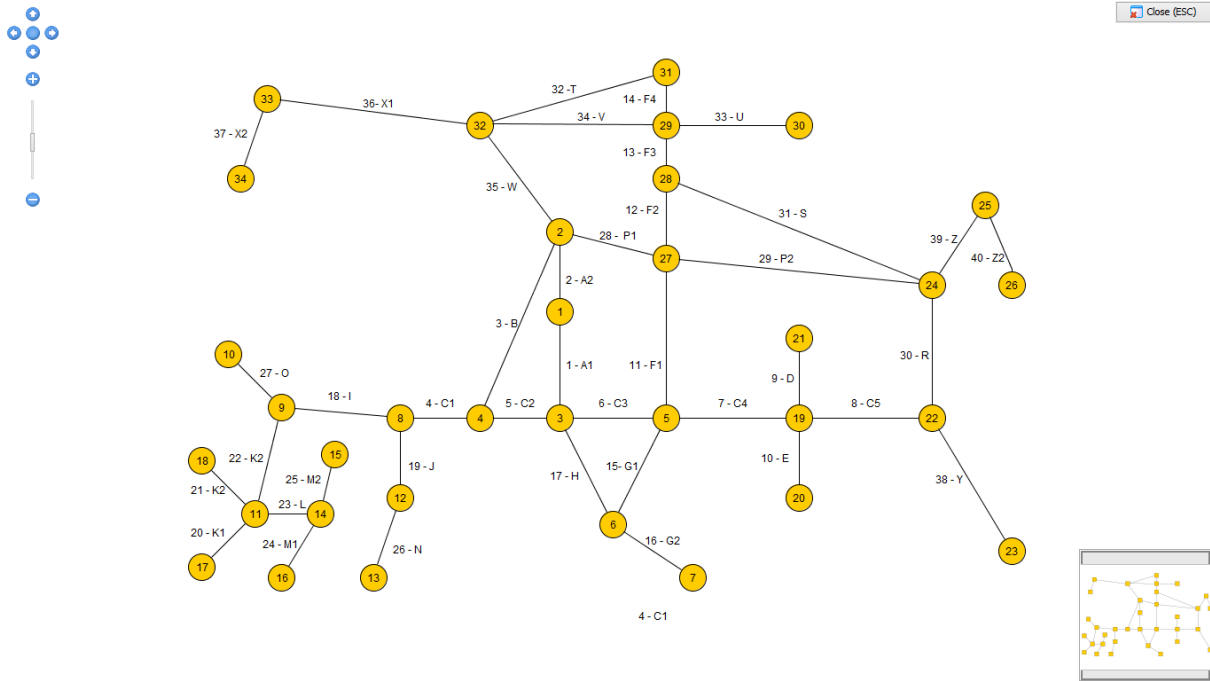 Close (ESC)
31
32 -T
14 - F4
33
36- X1
34 - V
33 - U
32
29
30
37 - X2
13 - F3
34
28
35 - W
25
12 - F2
31 - S
2
28 -  P1
39 - Z
27
29 - P2
40 - Z2
2 - A2
24
26
1
3 - B
21
10
1 - A1
11 - F1
30 - R
27 - O
9 - D
18 - I
9
4 - C1
5 - C2
6 - C3
7 - C4
8 - C5
8
4
3
5
19
22
15
18
22 - K2
19 - J
17 - H
15- G1
10 - E
25 - M2
38 - Y
21 - K2
12
20
23 - L
11
14
6
20 - K1
24 - M1
26 - N
16 - G2
23
17
16
13
7
4 - C1